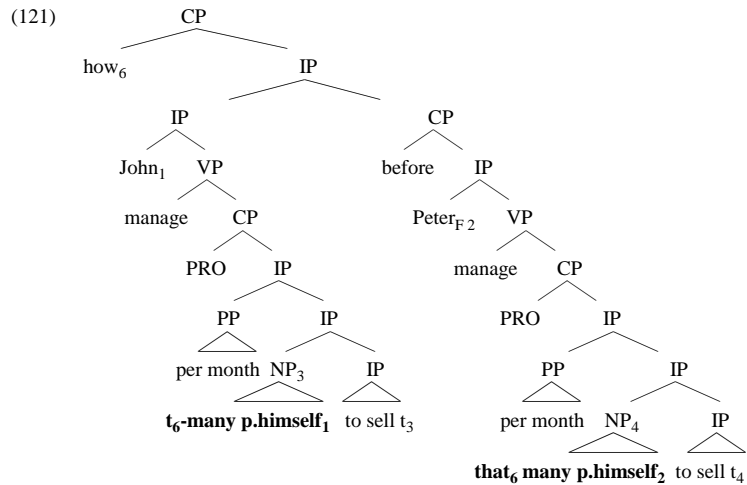 (121) CP
how₆ IP
IP CP
John₁ VP before IP
manage CP Peter_F 2 VP
PRO IP manage CP
PP IP PRO IP
per month NP₃ IP PP IP
t₆-many p.himself₁ to sell t₃ per month NP₄ IP
that₆ many p.himself₂ to sell t₄